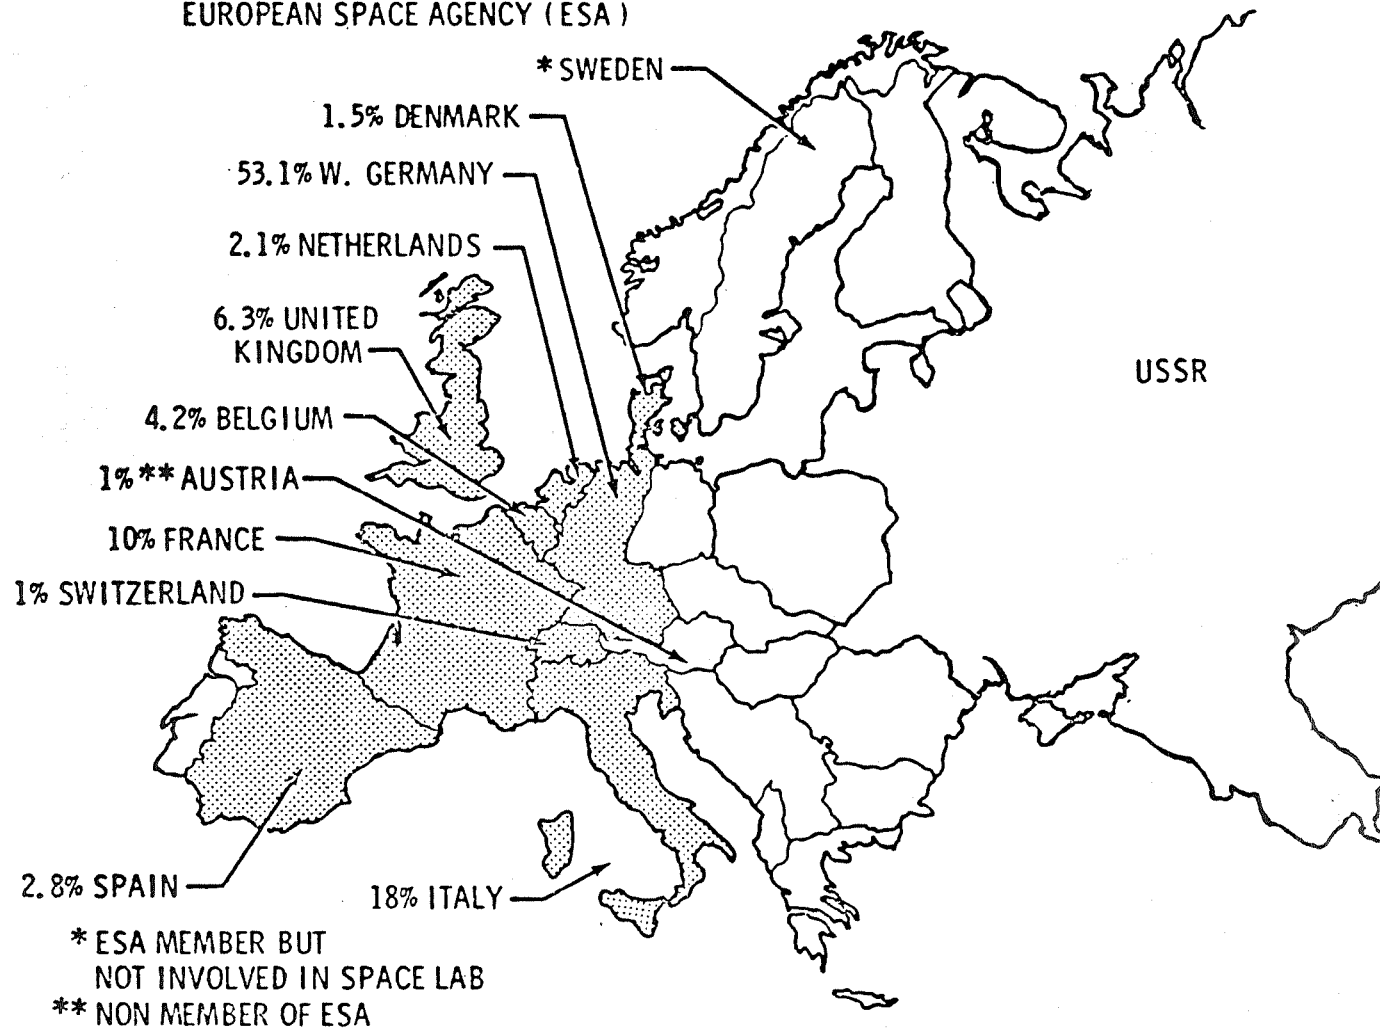 EUROPEAN SPACE AGENCY (ESA)
* SWEDEN
1.5% DENMARK
53.1% W. GERMANY
2.1% NETHERLANDS
6.3% UNITED
KINGDOM
USSR
4.2% BELGIUM
1%** AUSTRIA
10% FRANCE
1% SWITZERLAND
2.8% SPAIN
18% ITALY
* ESA MEMBER BUT
NOT INVOLVED IN SPACE LAB
** NON MEMBER OF ESA